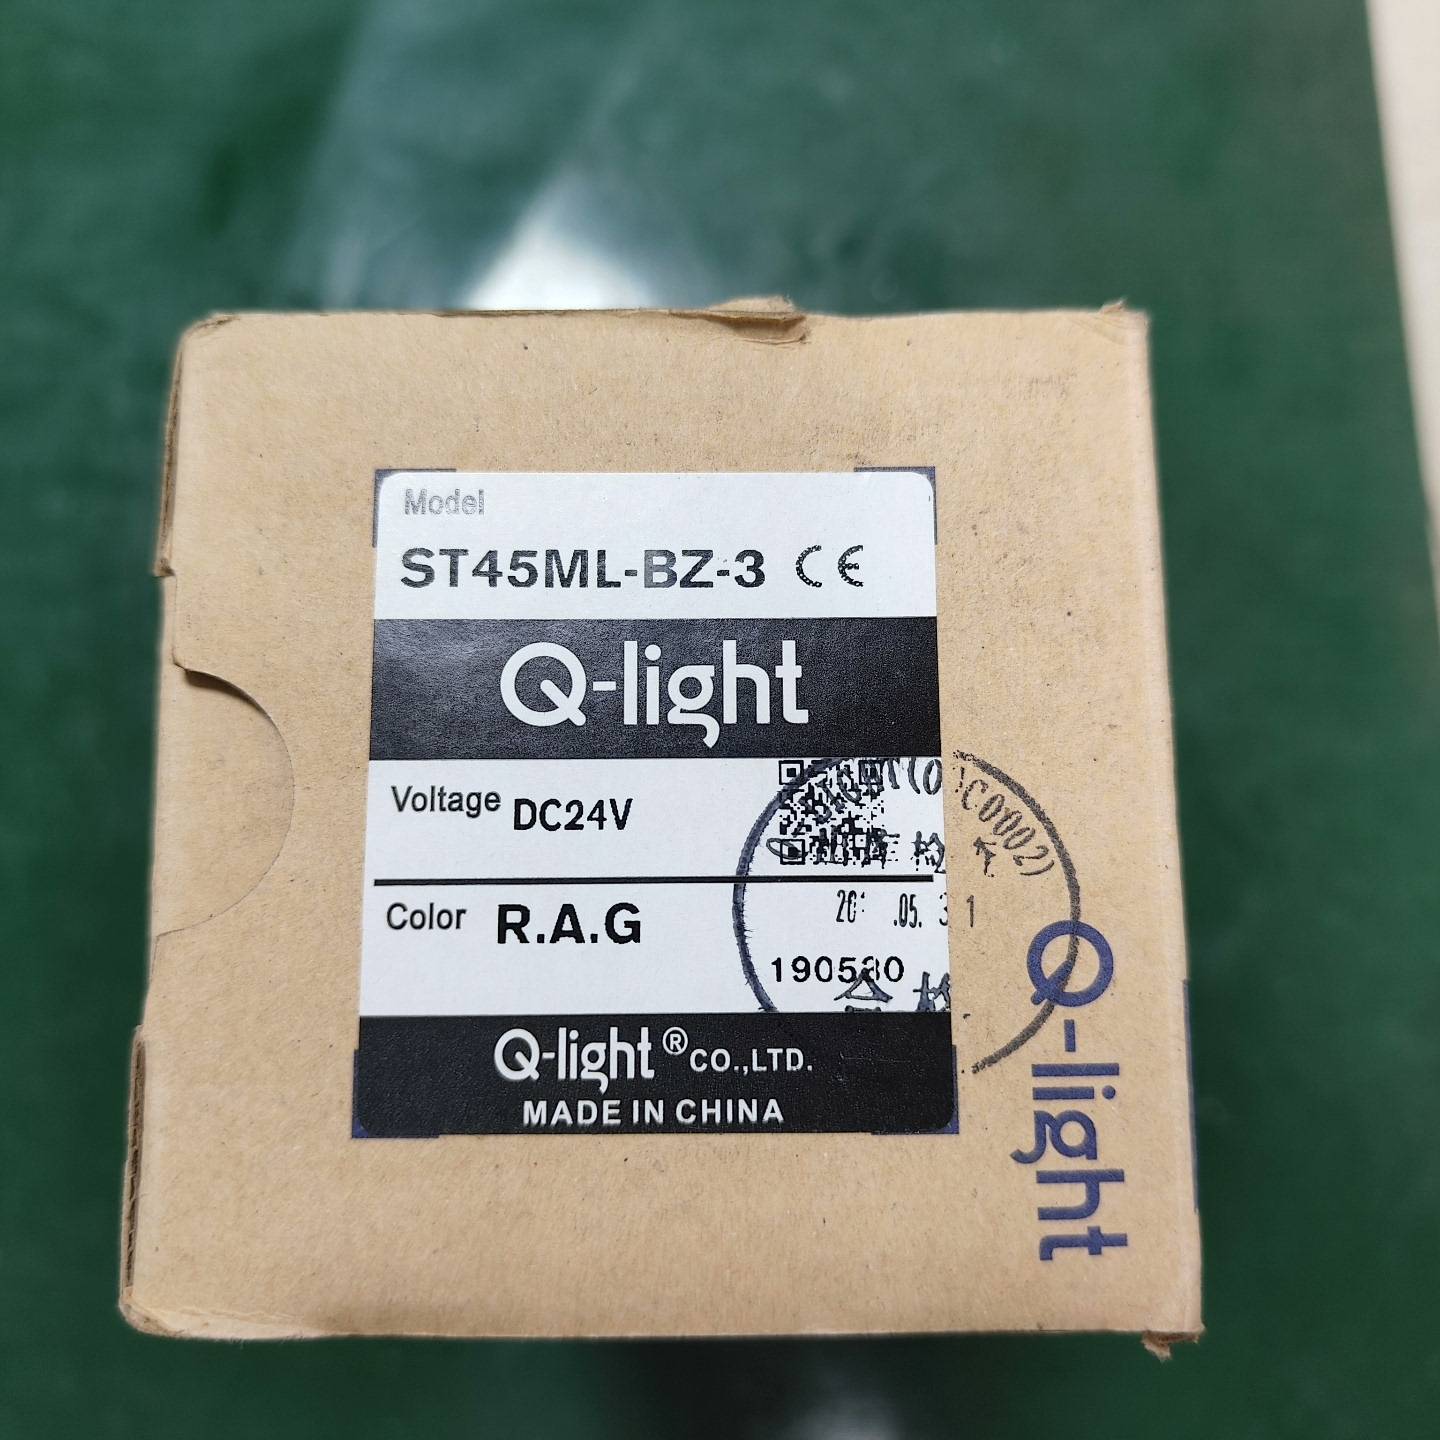 Model
ST45ML-BZ-3 CE
Q-light
Voltage DC24V
Color R.A.G
190530
Q-light® CO.,LTD.
MADE IN CHINA
Q-light